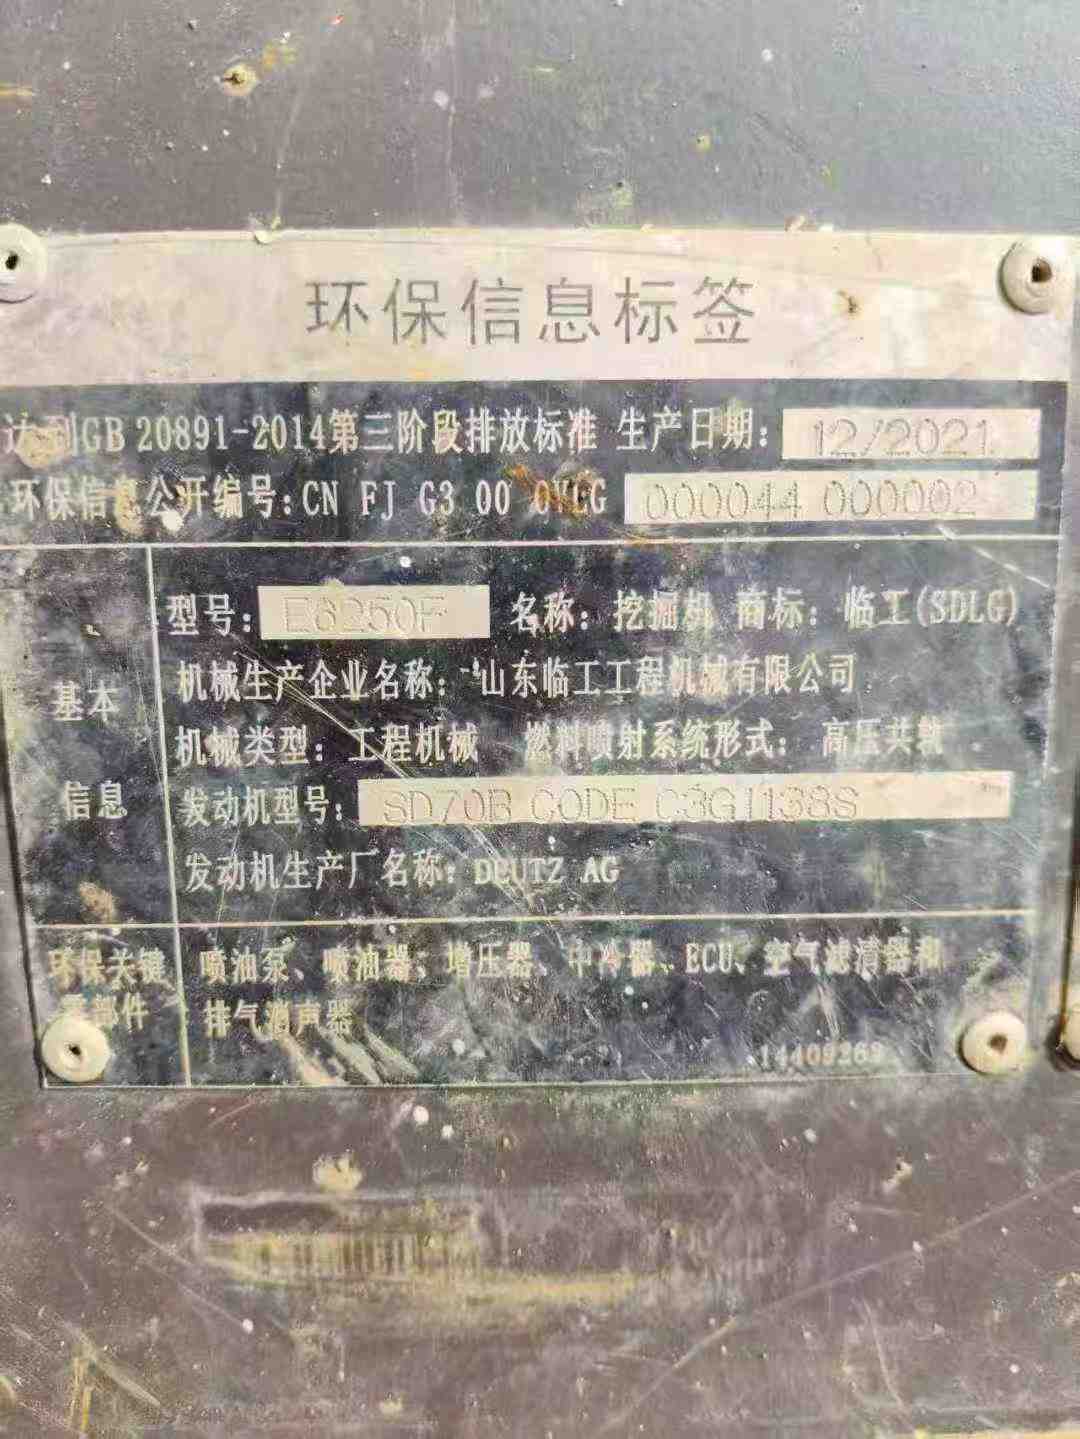 环保信息标签
达到GB 20891-2014第三阶段排放标准 生产日期: 12/2021
环保信息公开编号: CN FJ G3 00 0YLG 000044 000002
型号: E6250F 名称: 挖掘机 商标: 临工(SDLG)
机械生产企业名称: 山东临工工程机械有限公司
基本
机械类型: 工程机械 燃料喷射系统形式: 高压共轨
信息
发动机型号: SD70B CODE C3GI138S
发动机生产厂名称: DEUTZ AG
环保关键
零部件
喷油泵、喷油器、增压器、中冷器、ECU、空气滤清器和
排气消声器